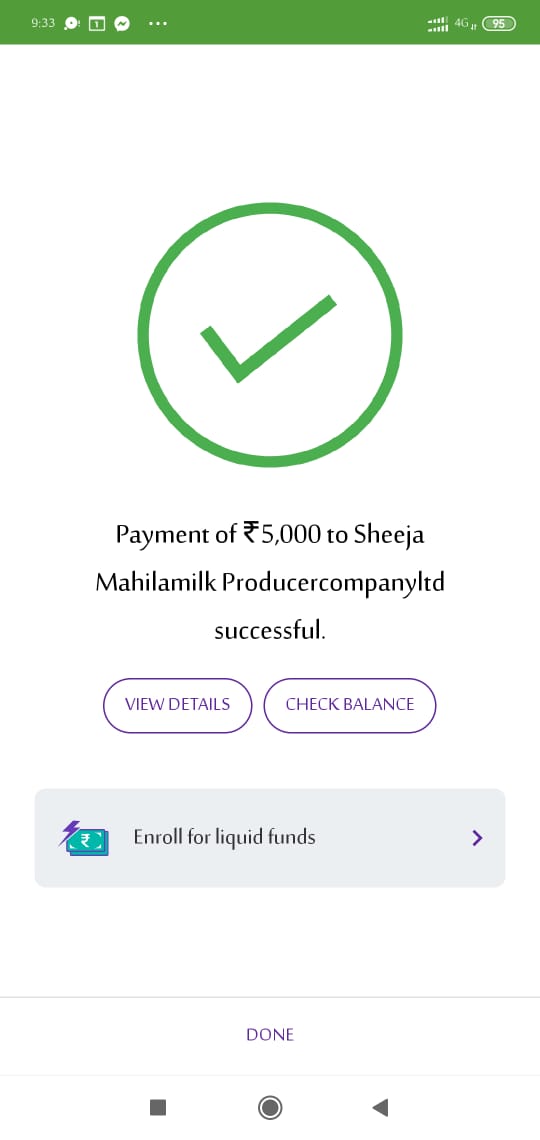 9:33 1 ... 4G 95
Payment of ₹5,000 to Sheeja
Mahilamilk Producercompanyltd
successful.
VIEW DETAILS CHECK BALANCE
₹ Enroll for liquid funds
DONE